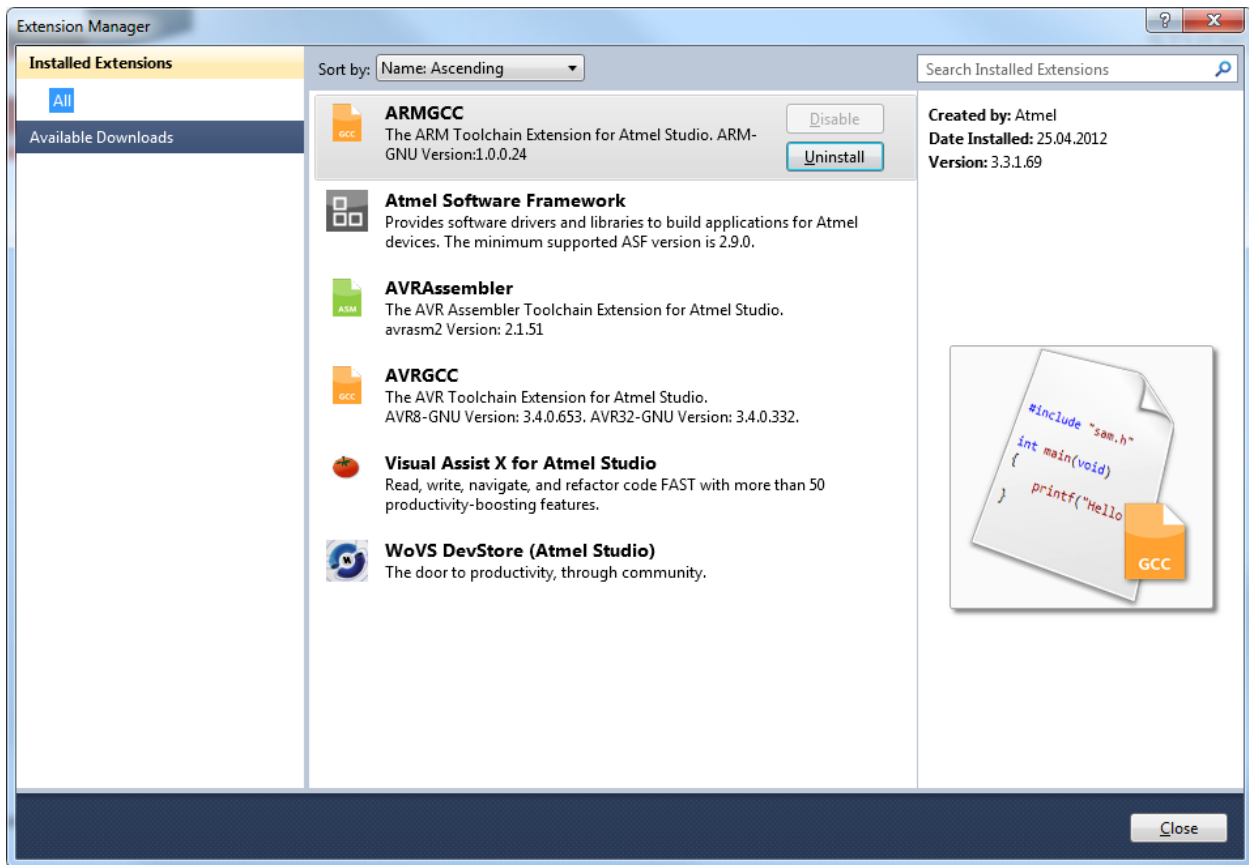 Extension Manager
?
Installed Extensions
All
Available Downloads
Sort by: Name: Ascending
Search Installed Extensions
GCC
ARMGCC
The ARM Toolchain Extension for Atmel Studio. ARM-
GNU Version:1.0.0.24
Disable
Uninstall
Atmel Software Framework
Provides software drivers and libraries to build applications for Atmel
devices. The minimum supported ASF version is 2.9.0.
ASM
AVRAssembler
The AVR Assembler Toolchain Extension for Atmel Studio.
avrasm2 Version: 2.1.51
GCC
AVRGCC
The AVR Toolchain Extension for Atmel Studio.
AVR8-GNU Version: 3.4.0.653. AVR32-GNU Version: 3.4.0.332.
Visual Assist X for Atmel Studio
Read, write, navigate, and refactor code FAST with more than 50
productivity-boosting features.
W
WoVS DevStore (Atmel Studio)
The door to productivity, through community.
Created by: Atmel
Date Installed: 25.04.2012
Version: 3.3.1.69
#include "sam.h"
int main(void)
{
printf("Hello
}
GCC
Close